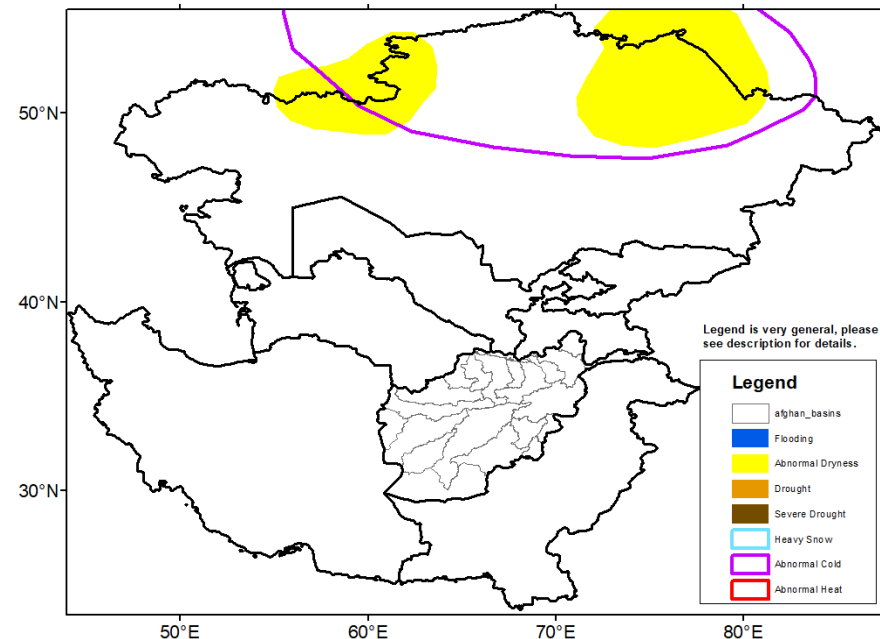 50°N
40°N
30°N
50°E
60°E
70°E
80°E
Legend is very general, please
see description for details.
Legend
afghan_basins
Flooding
Abnormal Dryness
Drought
Severe Drought
Heavy Snow
Abnormal Cold
Abnormal Heat